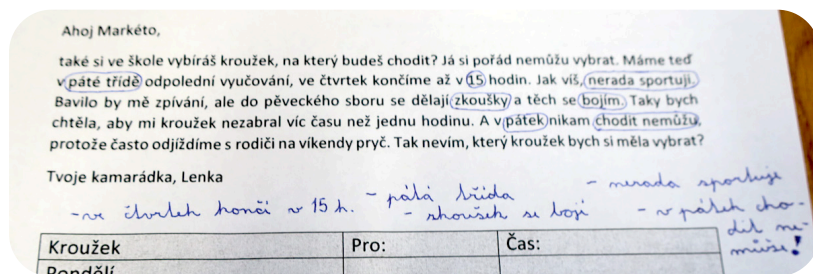 Ahoj Markéto,
také si ve škole vybíráš kroužek, na který budeš chodit? Já si pořád nemůžu vybrat. Máme teď
v páté třídě odpolední vyučování, ve čtvrtek končíme až v 15 hodin. Jak víš, nerada sportuji.
Bavilo by mě zpívání, ale do pěveckého sboru se dělají zkoušky a těch se bojím. Taky bych
chtěla, aby mi kroužek nezabral víc času než jednu hodinu. A v pátek nikam chodit nemůžu,
protože často odjíždíme s rodiči na víkendy pryč. Tak nevím, který kroužek bych si měla vybrat?
Tvoje kamarádka, Lenka
- pátá třída
- nerada sportuje
- ve čtvrtek končí v 15 h.
- zkoušek se bojí
- v pátek cho-
dit ne-
může!
Kroužek Pro: Čas:
Pondělí